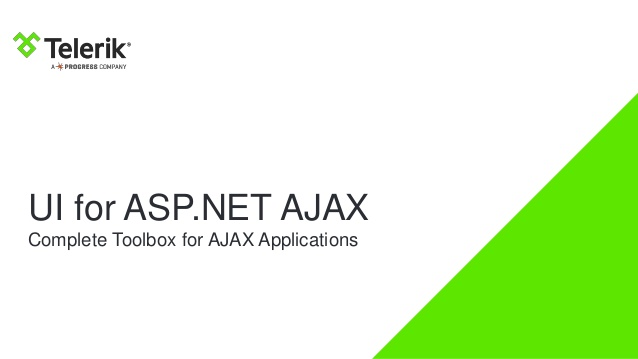 Telerik®
A PROGRESS COMPANY
UI for ASP.NET AJAX
Complete Toolbox for AJAX Applications